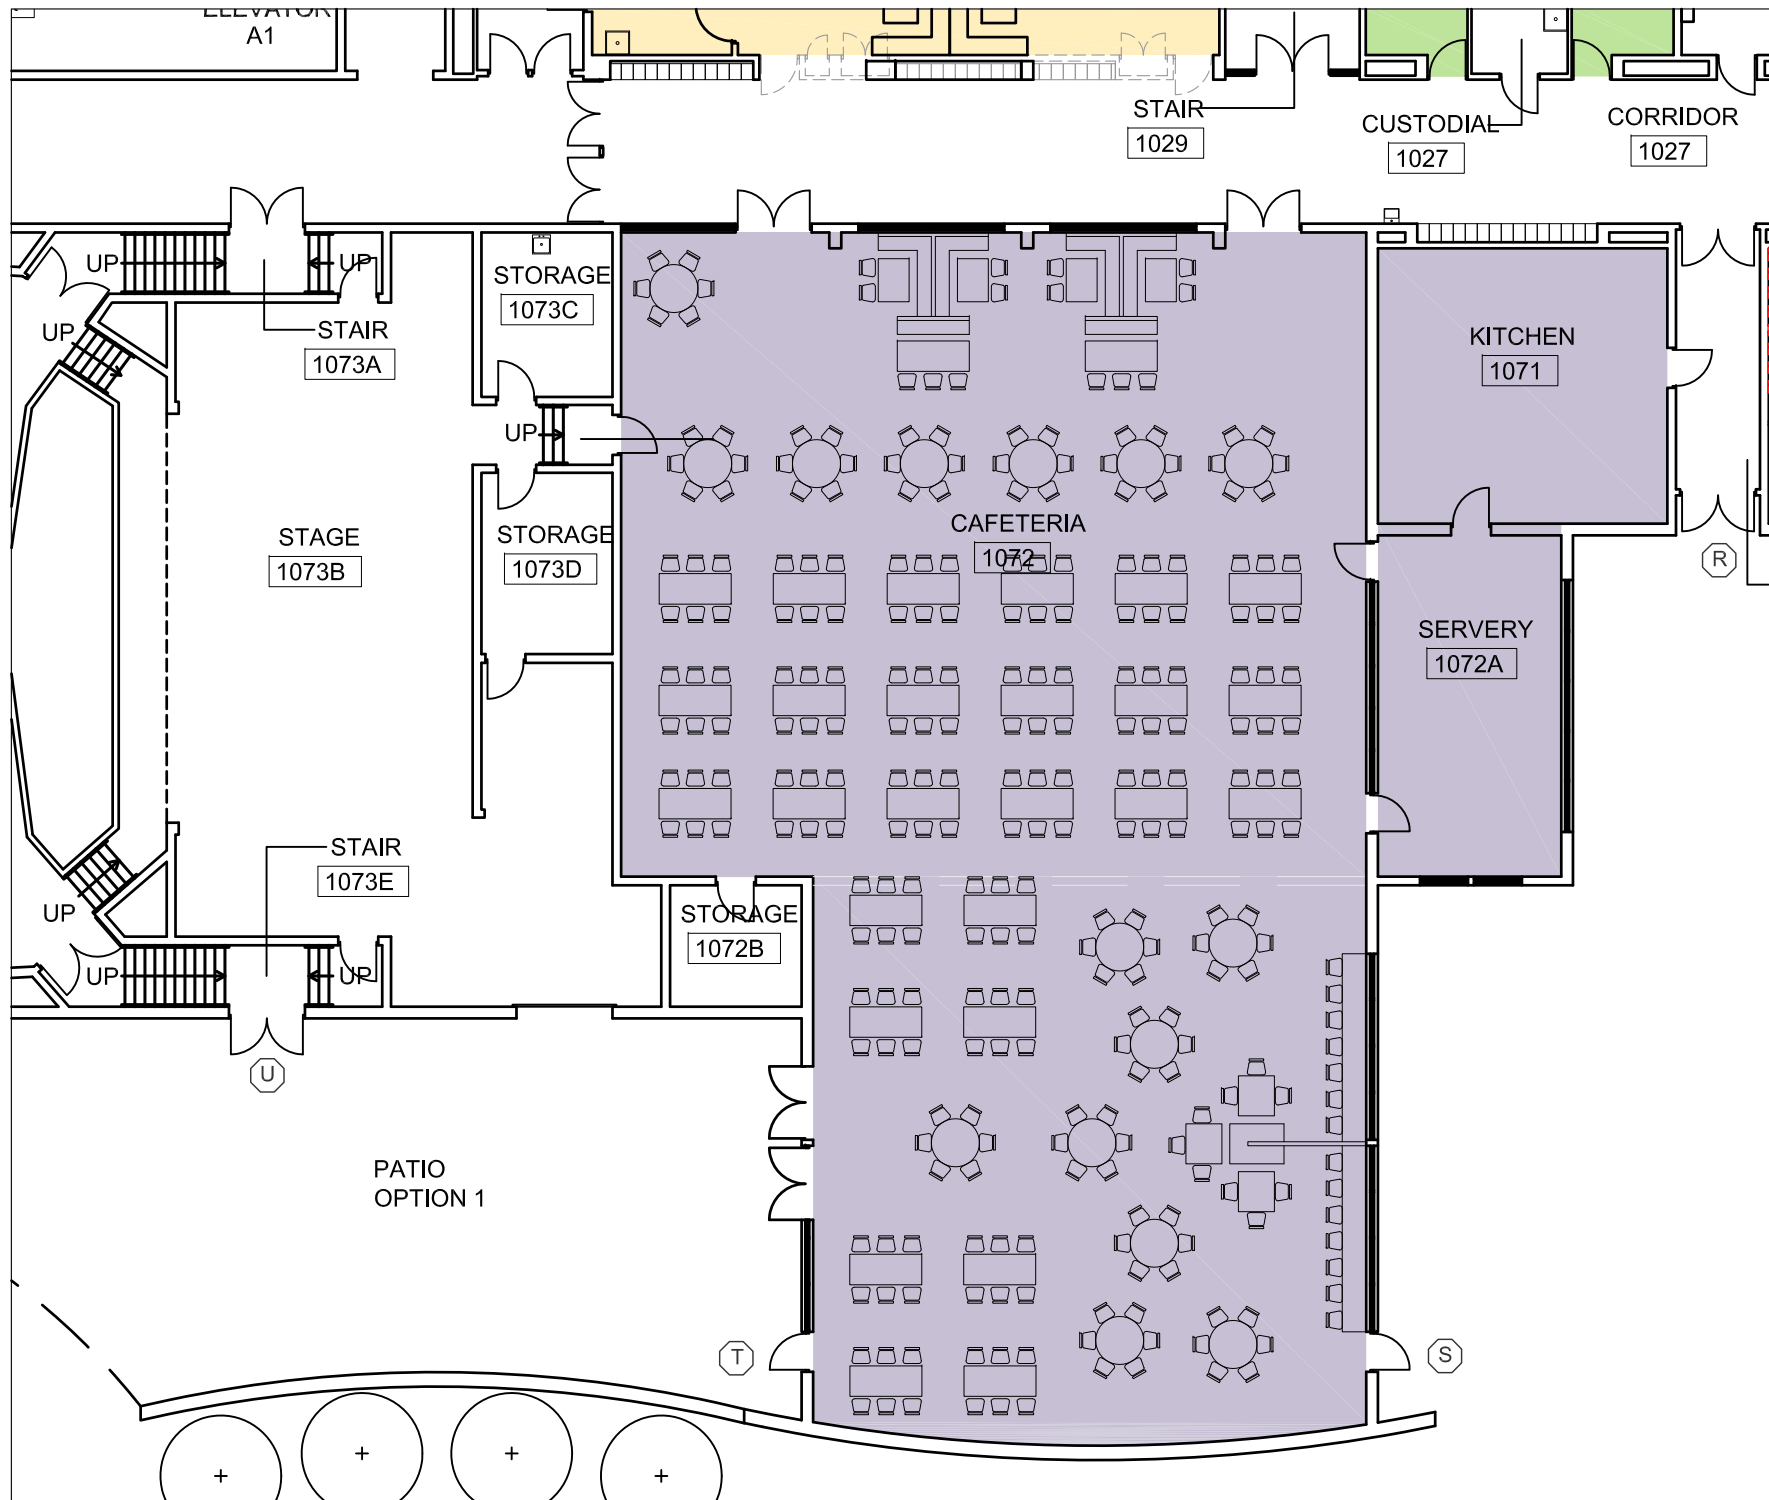 ELEVATOR
A1
STAIR
1029
CUSTODIAL
1027
CORRIDOR
1027
UP
UP
STORAGE
1073C
UP
STAIR
1073A
KITCHEN
1071
UP
CAFETERIA
1072
STAGE
1073B
STORAGE
1073D
R
SERVERY
1072A
STAIR
1073E
UP
STORAGE
1072B
UP
UP
U
PATIO
OPTION 1
T
S